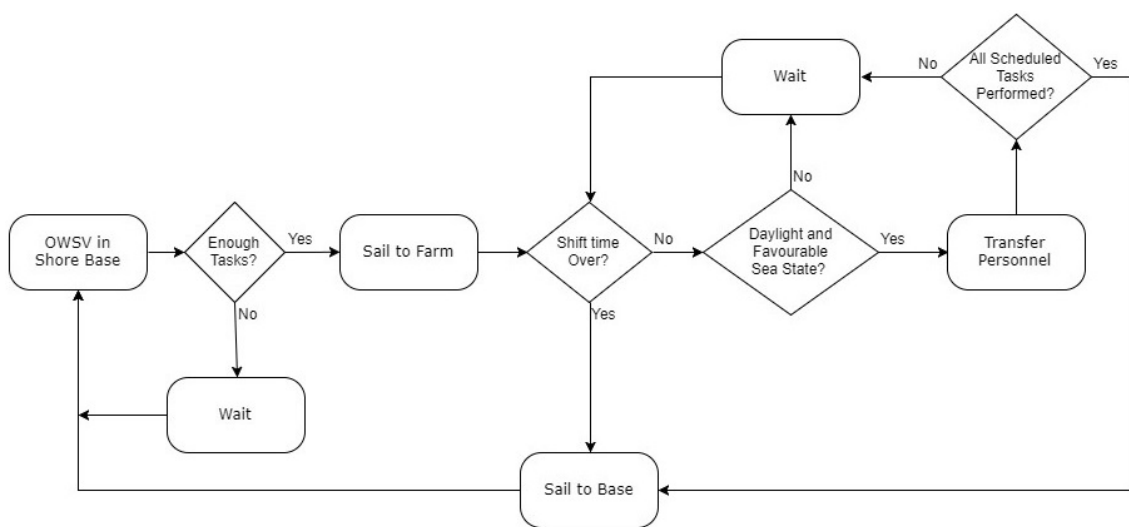 All Scheduled
Tasks
Performed?
No
Yes
Wait
No
OWSV in
Shore Base
Enough
Tasks?
Yes
Sail to Farm
Shift time
Over?
No
Daylight and
Favourable
Sea State?
Yes
Transfer
Personnel
No
Yes
Wait
Sail to Base